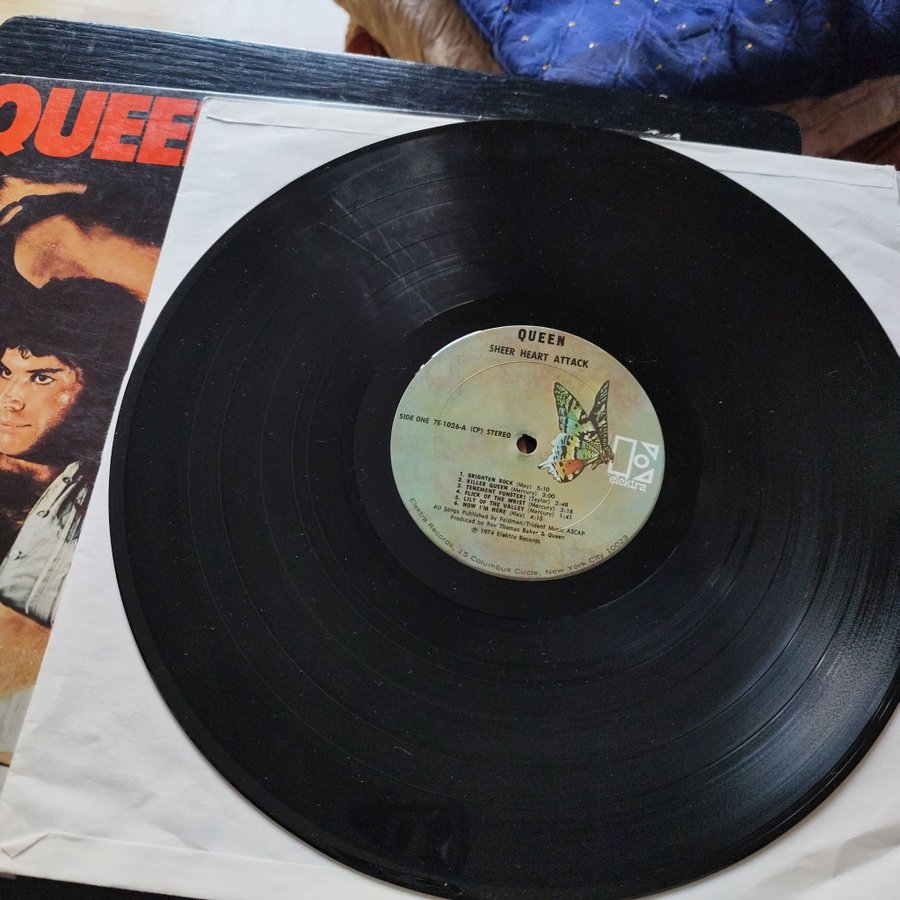 QUEE
QUEEN
SHEER HEART ATTACK
SIDE ONE 7E-1026-A (CP) STEREO
elektra
1. BRIGHTEN ROCK (May) 5:10
2. KILLER QUEEN (Mercury) 3:00
3. TENEMENT FUNSTER! (Taylor) 2:48
4. FLICK OF THE WRIST (Mercury) 3:18
5. LILY OF THE VALLEY (Mercury) 1:41
6. NOW I'M HERE (May) 4:15
All Songs Published by Feldman/Trident Music ASCAP
Produced by Roy Thomas Baker & Queen
℗ 1974 Elektra Records
Elektra Records, 15 Columbus Circle, New York City 10023